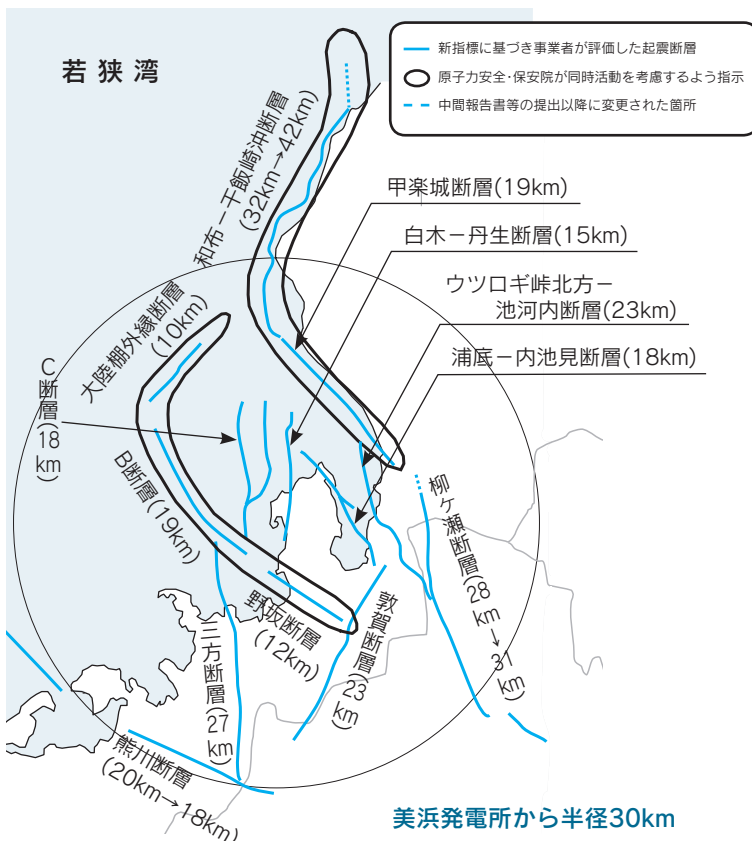 若狭湾
新指標に基づき事業者が評価した起震断層
原子力安全・保安院が同時活動を考慮するよう指示
中間報告書等の提出以降に変更された箇所
和布－干飯崎沖断層
(32km→42km)
甲楽城断層(19km)
白木－丹生断層(15km)
ウツロギ峠北方－
池河内断層(23km)
浦底－内池見断層(18km)
大陸棚外縁断層
(10km)
C断層(18km)
B断層(19km)
野坂断層
(12km)
三方断層(27km)
敦賀断層(23km)
柳ケ瀬断層(28km→31km)
熊川断層
(20km→18km)
美浜発電所から半径30km